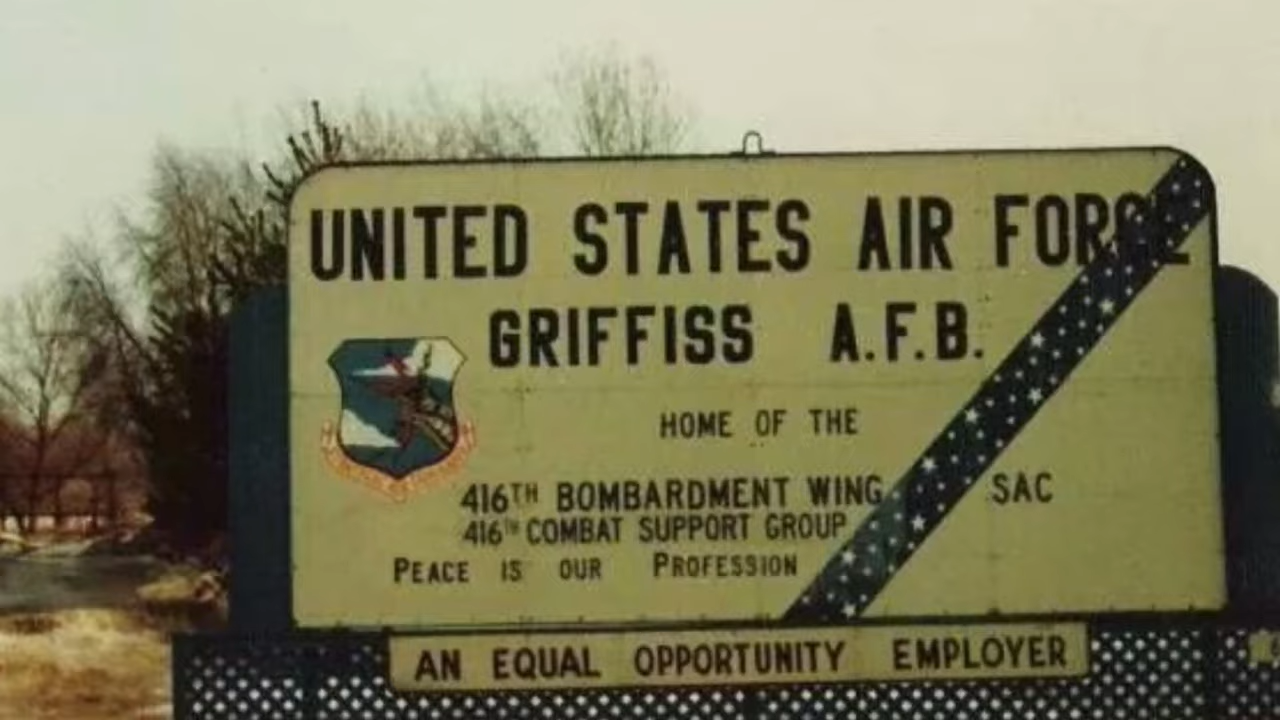 UNITED STATES AIR FORCE
GRIFFISS A.F.B.
HOME OF THE
416TH BOMBARDMENT WING SAC
416TH COMBAT SUPPORT GROUP
PEACE IS OUR PROFESSION
AN EQUAL OPPORTUNITY EMPLOYER